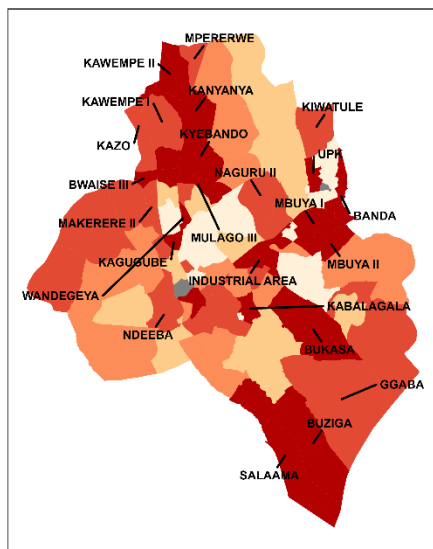 MPERERWE
KAWEMPE II
KANYANYA
KAWEMPE I
KIWATULE
KYEBANDO
KAZO
UPK
NAGURU II
BWAISE III
MBUYA I
BANDA
MAKERERE II
MULAGO III
KAGUGUBE
MBUYA II
INDUSTRIAL AREA
WANDEGEYA
KABALAGALA
NDEEBA
BUKASA
GGABA
BUZIGA
SALAAMA